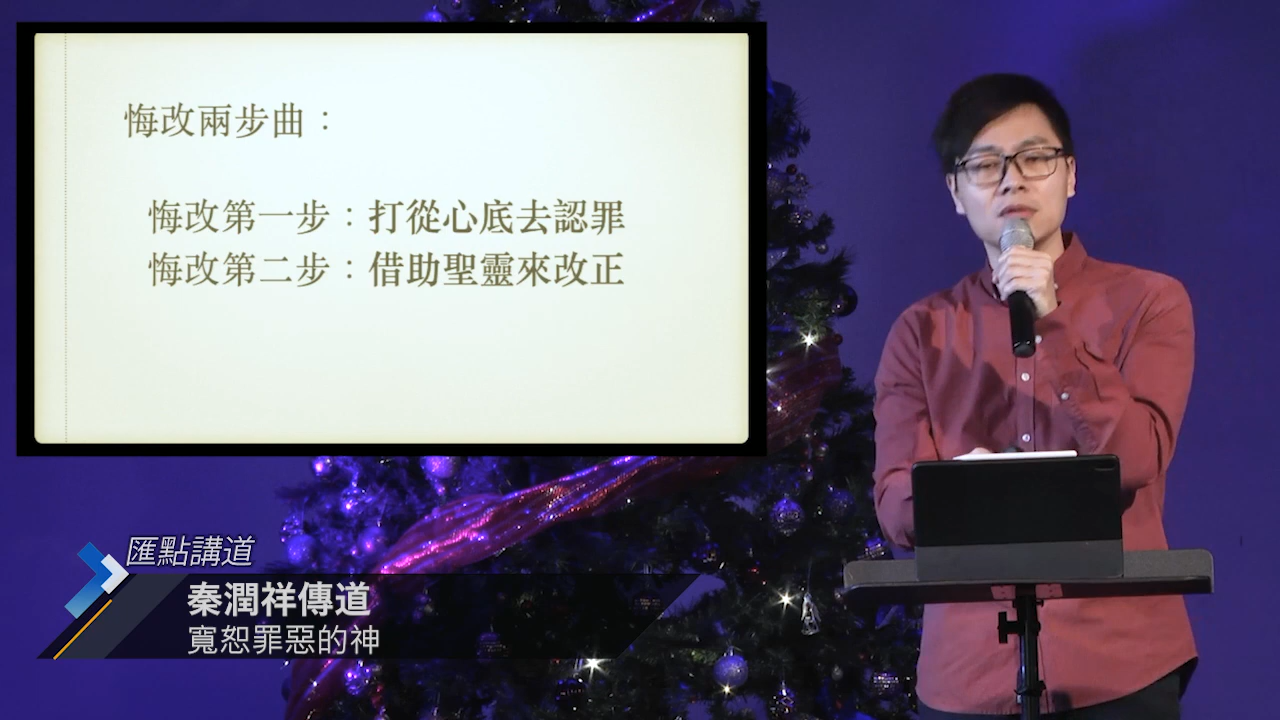 悔改兩步曲：
悔改第一步：打從心底去認罪
悔改第二步：借助聖靈來改正
匯點講道
秦潤祥傳道
寬恕罪惡的神